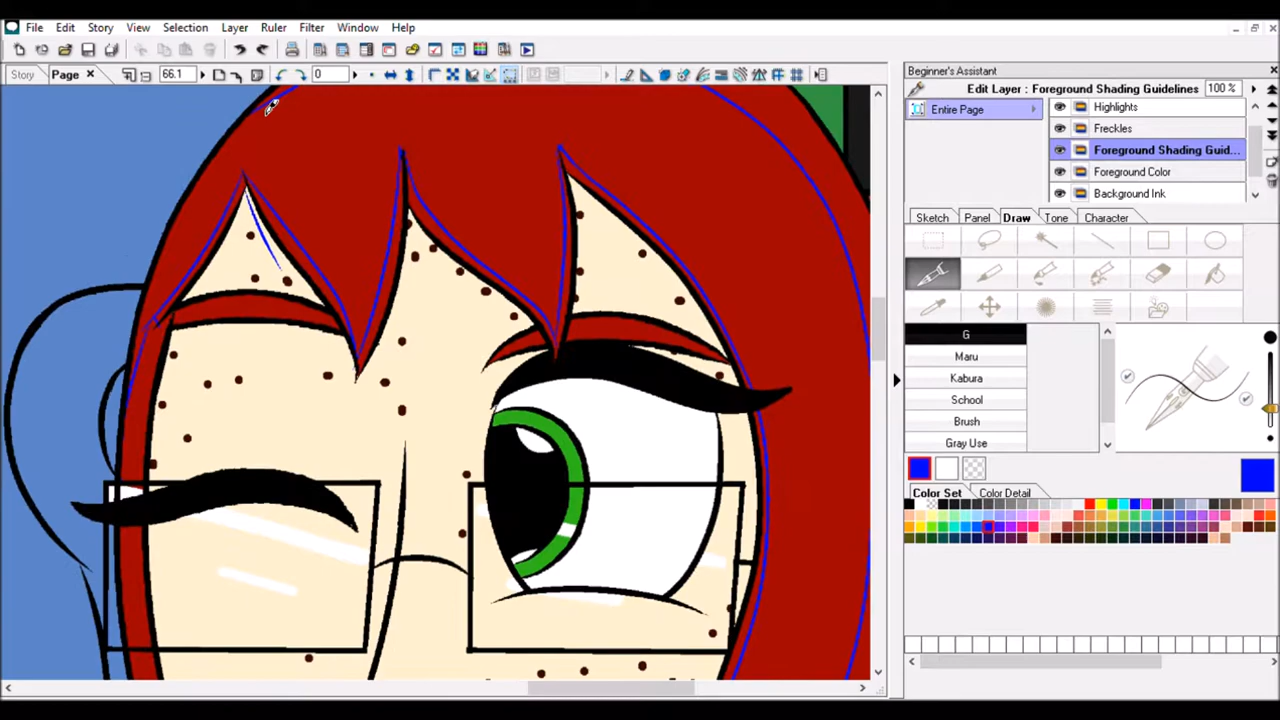 File Edit Story View Selection Layer Ruler Filter Window Help
Story Page 66.1 0
Beginner's Assistant
Edit Layer : Foreground Shading Guidelines 100 %
Entire Page
Highlights
Freckles
Foreground Shading Guid...
Foreground Color
Background Ink
Sketch Panel Draw Tone Character
G
Maru
Kabura
School
Brush
Gray Use
Color Set Color Detail